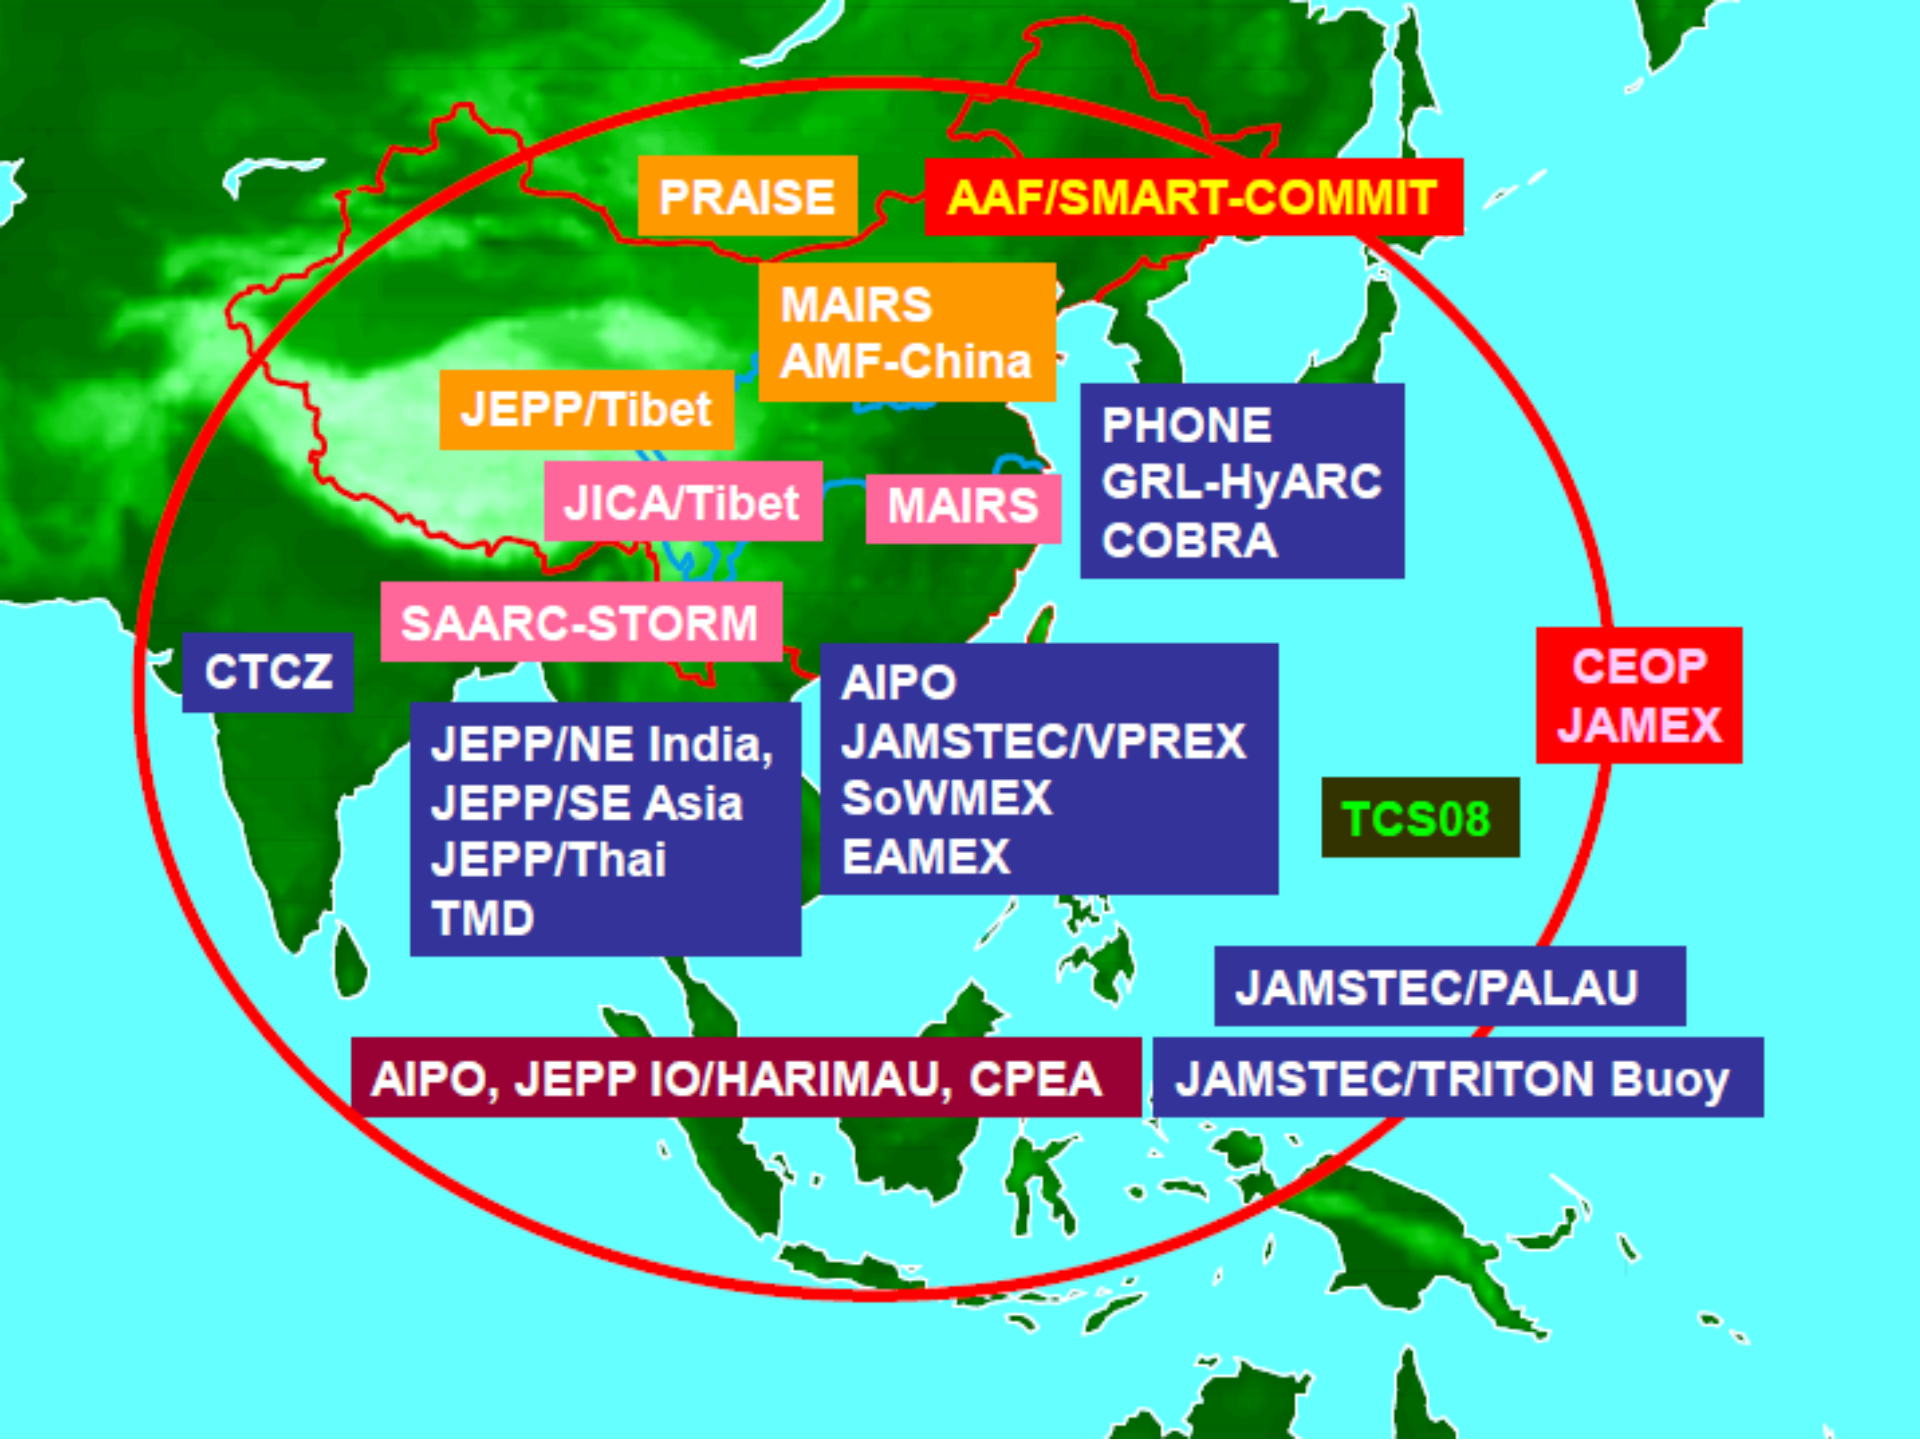 PRAISE
AAF/SMART-COMMIT
MAIRS
AMF-China
JEPP/Tibet
PHONE
GRL-HyARC
COBRA
JICA/Tibet
MAIRS
SAARC-STORM
CTCZ
AIPO
JAMSTEC/VPREX
SoWMEX
EAMEX
CEOP
JAMEX
JEPP/NE India,
JEPP/SE Asia
JEPP/Thai
TMD
TCS08
JAMSTEC/PALAU
AIPO, JEPP IO/HARIMAU, CPEA
JAMSTEC/TRITON Buoy